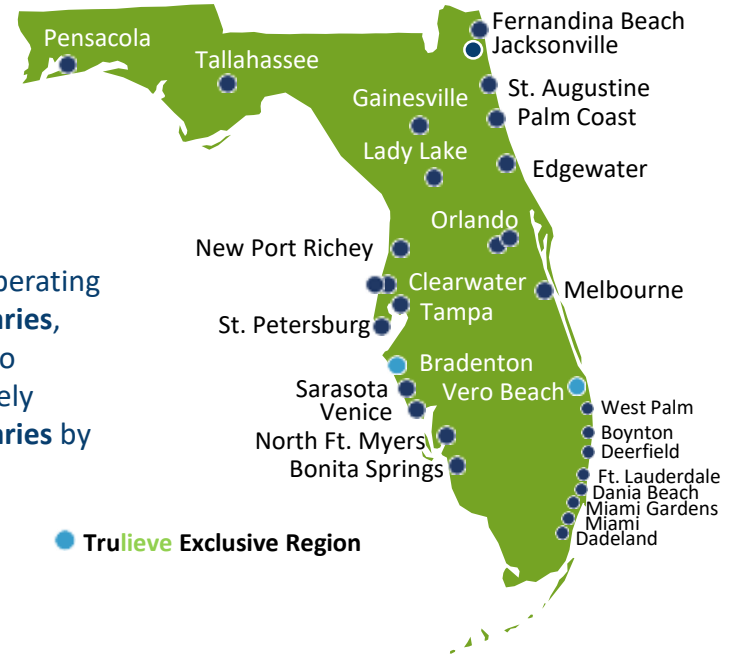 Fernandina Beach
Jacksonville
Pensacola
Tallahassee
St. Augustine
Gainesville
Palm Coast
Lady Lake
Edgewater
Orlando
New Port Richey
perating
Clearwater
Melbourne
aries,
Tampa
St. Petersburg
o
Bradenton
ely
Sarasota
Vero Beach
Venice
West Palm
aries by
North Ft. Myers
Boynton
Deerfield
Bonita Springs
Ft. Lauderdale
Dania Beach
Miami Gardens
Miami
Dadeland
Trulieve Exclusive Region